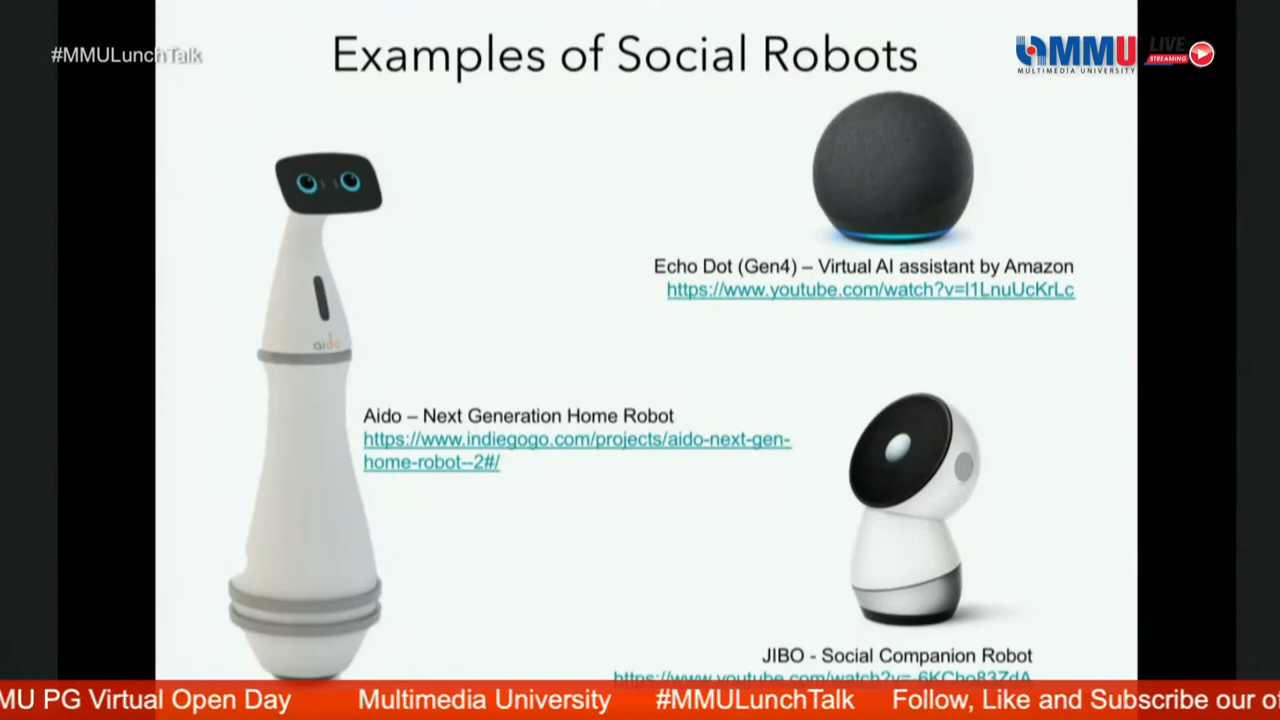 #MMULunchTalk
Examples of Social Robots
MMU
MULTIMEDIA UNIVERSITY
LIVE
STREAMING
Echo Dot (Gen4) – Virtual AI assistant by Amazon
https://www.youtube.com/watch?v=l1LnuUcKrLc
aido
Aido – Next Generation Home Robot
https://www.indiegogo.com/projects/aido-next-gen-
home-robot--2#/
JIBO - Social Companion Robot
MU PG Virtual Open Day Multimedia University #MMULunchTalk Follow, Like and Subscribe our